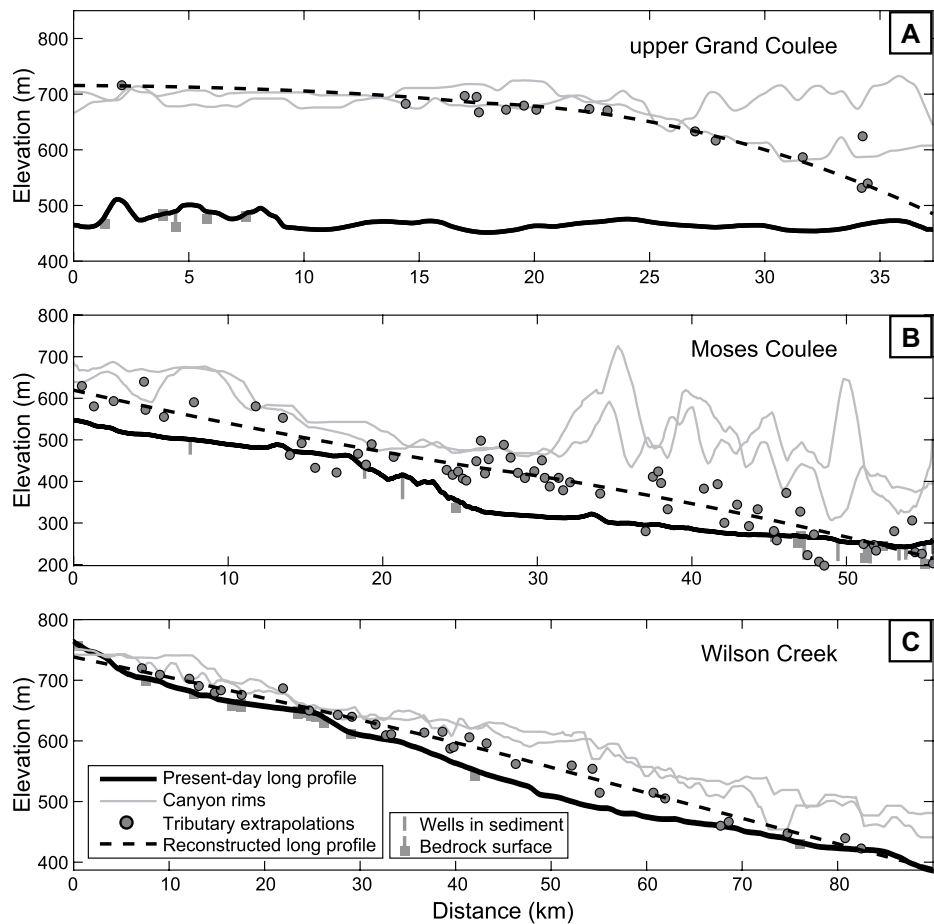 A
upper Grand Coulee
Elevation (m)
800
700
600
500
400
0 5 10 15 20 25 30 35
B
Moses Coulee
Elevation (m)
800
700
600
500
400
300
200
0 10 20 30 40 50
C
Wilson Creek
Elevation (m)
800
700
600
500
400
Present-day long profile
Canyon rims
Tributary extrapolations
Reconstructed long profile
Wells in sediment
Bedrock surface
0 10 20 30 40 50 60 70 80
Distance (km)